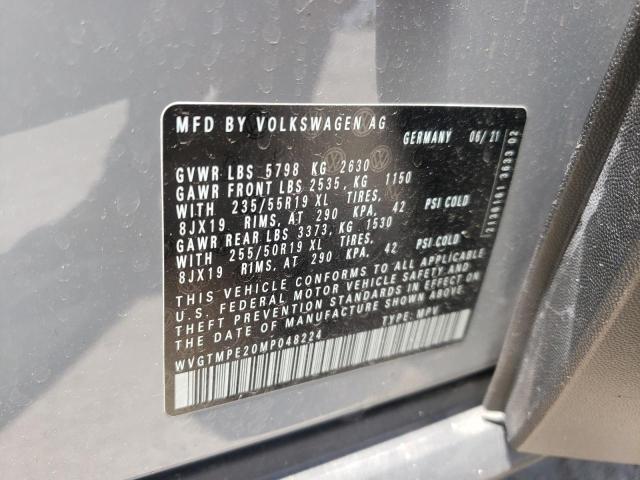 MFD BY VOLKSWAGEN AG
GERMANY 06/21
GVWR LBS 5798 KG 2630
GAWR FRONT LBS 2535, KG 1150
WITH 235/55R19 XL TIRES,
8JX19 RIMS, AT 290 KPA, 42 PSI COLD
GAWR REAR LBS 3373, KG 1530
WITH 255/50R19 XL TIRES,
8JX19 RIMS, AT 290 KPA, 42 PSI COLD
THIS VEHICLE CONFORMS TO ALL APPLICABLE
U.S. FEDERAL MOTOR VEHICLE SAFETY AND
THEFT PREVENTION STANDARDS IN EFFECT ON
DATE OF MANUFACTURE SHOWN ABOVE.
WVGTMPE20MP048224 TYPE: MPV